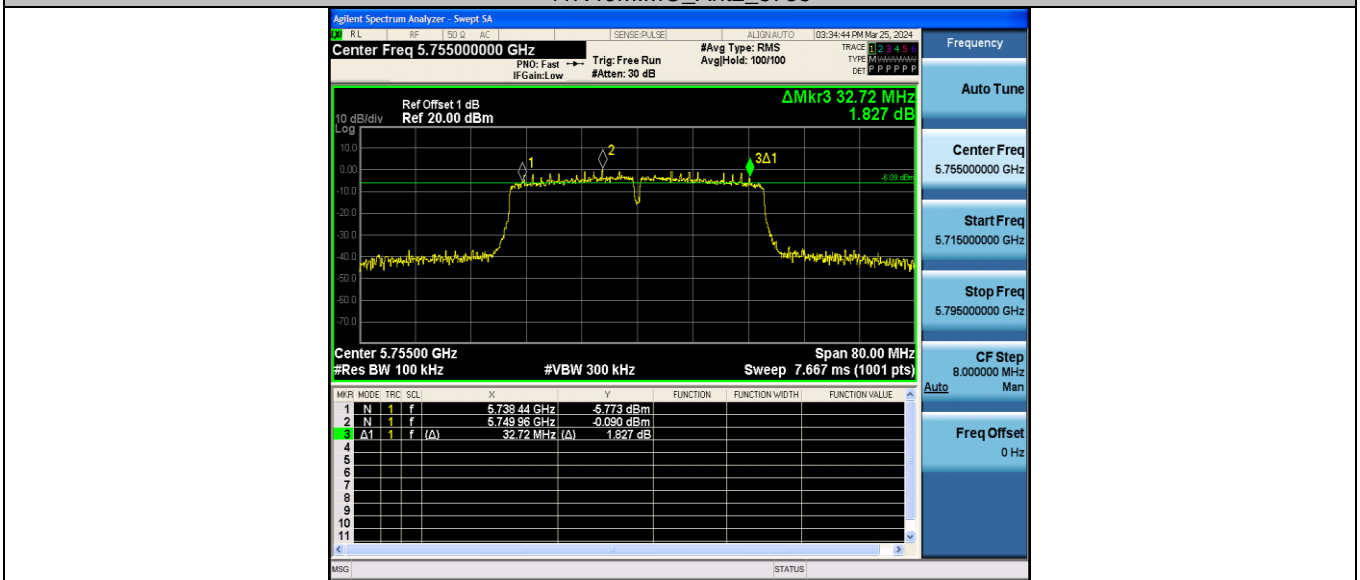 Agilent Spectrum Analyzer - Swept SA
RL RF 50 Ω AC SENSE:PULSE ALIGNAUTO 03:34:44 PM Mar 25, 2024
Center Freq 5.755000000 GHz
PNO: Fast
IFGain:Low
Trig: Free Run
#Atten: 30 dB
#Avg Type: RMS
Avg|Hold: 100/100
TRACE 1 2 3 4 5 6
TYPE M
DET P P P P P P
Frequency
Auto Tune
Center Freq
5.755000000 GHz
Start Freq
5.715000000 GHz
Stop Freq
5.795000000 GHz
CF Step
8.000000 MHz
Auto Man
Freq Offset
0 Hz
ΔMkr3 32.72 MHz
1.827 dB
Ref Offset 1 dB
10 dB/div Ref 20.00 dBm
Log
10.0
0.00
-10.0
-20.0
-30.0
-40.0
-50.0
-60.0
-70.0
1
2
3Δ1
-6.09 dBm
Center 5.75500 GHz Span 80.00 MHz
#Res BW 100 kHz #VBW 300 kHz Sweep 7.667 ms (1001 pts)
MKR MODE TRC SCL X Y FUNCTION FUNCTION WIDTH FUNCTION VALUE
1 N 1 f 5.738 44 GHz -5.773 dBm
2 N 1 f 5.749 96 GHz -0.090 dBm
3 Δ1 1 f (Δ) 32.72 MHz (Δ) 1.827 dB
4
5
6
7
8
9
10
11
MSG STATUS